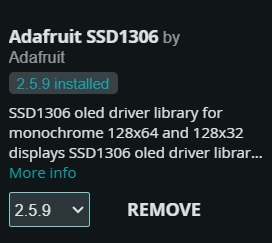 Adafruit SSD1306 by
Adafruit
2.5.9 installed
SSD1306 oled driver library for
monochrome 128x64 and 128x32
displays SSD1306 oled driver librar...
More info
2.5.9 REMOVE